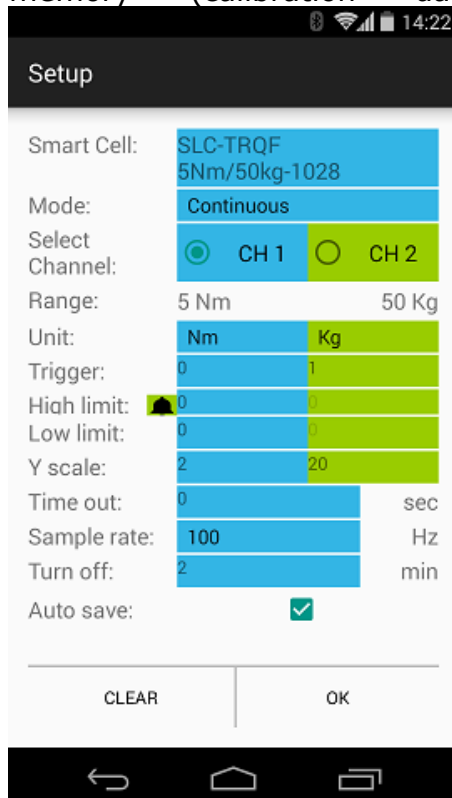 14:22
Setup
Smart Cell: SLC-TRQF
5Nm/50kg-1028
Mode: Continuous
Select
Channel: CH 1 CH 2
Range: 5 Nm 50 Kg
Unit: Nm Kg
Trigger: 0 1
High limit: 0 0
Low limit: 0 0
Y scale: 2 20
Time out: 0 sec
Sample rate: 100 Hz
Turn off: 2 min
Auto save:
CLEAR OK